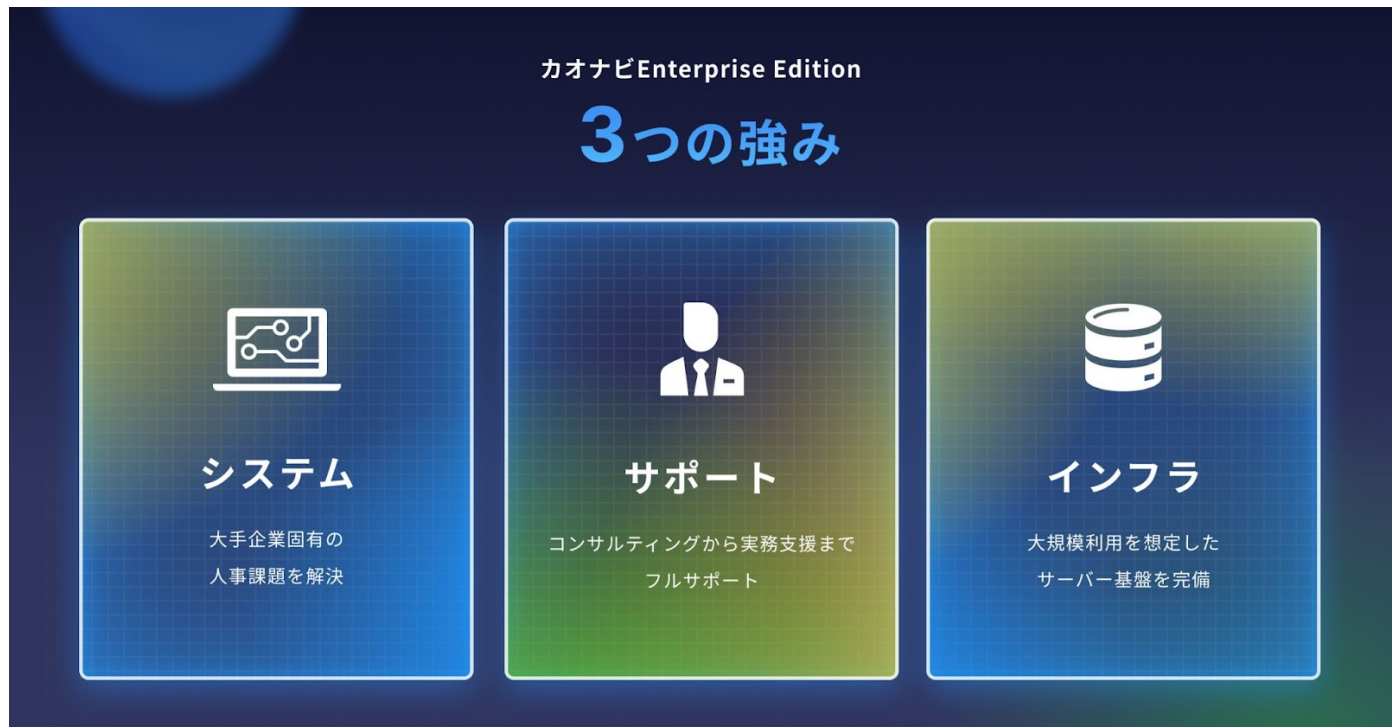 カオナビEnterprise Edition
3つの強み
システム
大手企業固有の
人事課題を解決
サポート
コンサルティングから実務支援まで
フルサポート
インフラ
大規模利用を想定した
サーバー基盤を完備